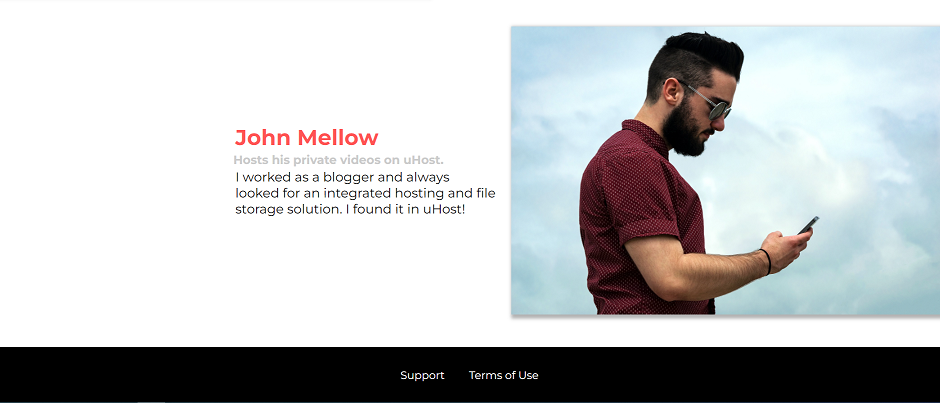 John Mellow
Hosts his private videos on uHost.
I worked as a blogger and always
looked for an integrated hosting and file
storage solution. I found it in uHost!
Support
Terms of Use